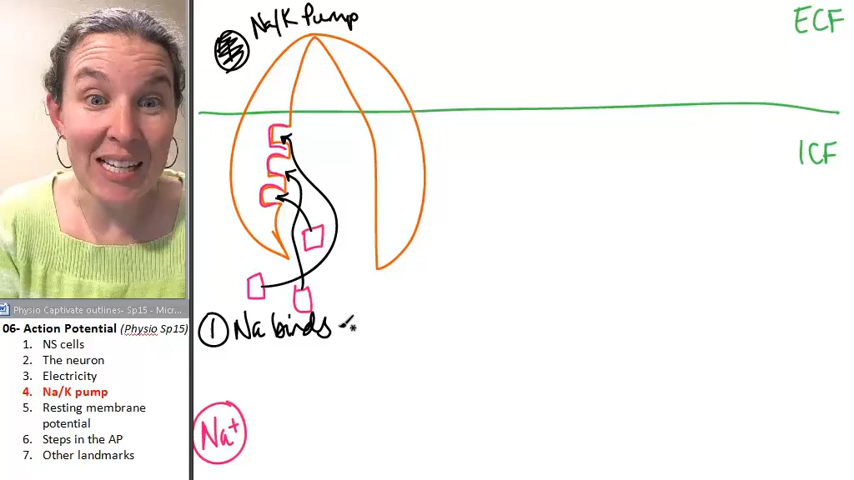 Na/K Pump
ECF
ICF
① Na binds
Na+
Physio Captivate outlines- Sp15 - Micr...
06- Action Potential (Physio Sp15)
1. NS cells
2. The neuron
3. Electricity
4. Na/K pump
5. Resting membrane
potential
6. Steps in the AP
7. Other landmarks